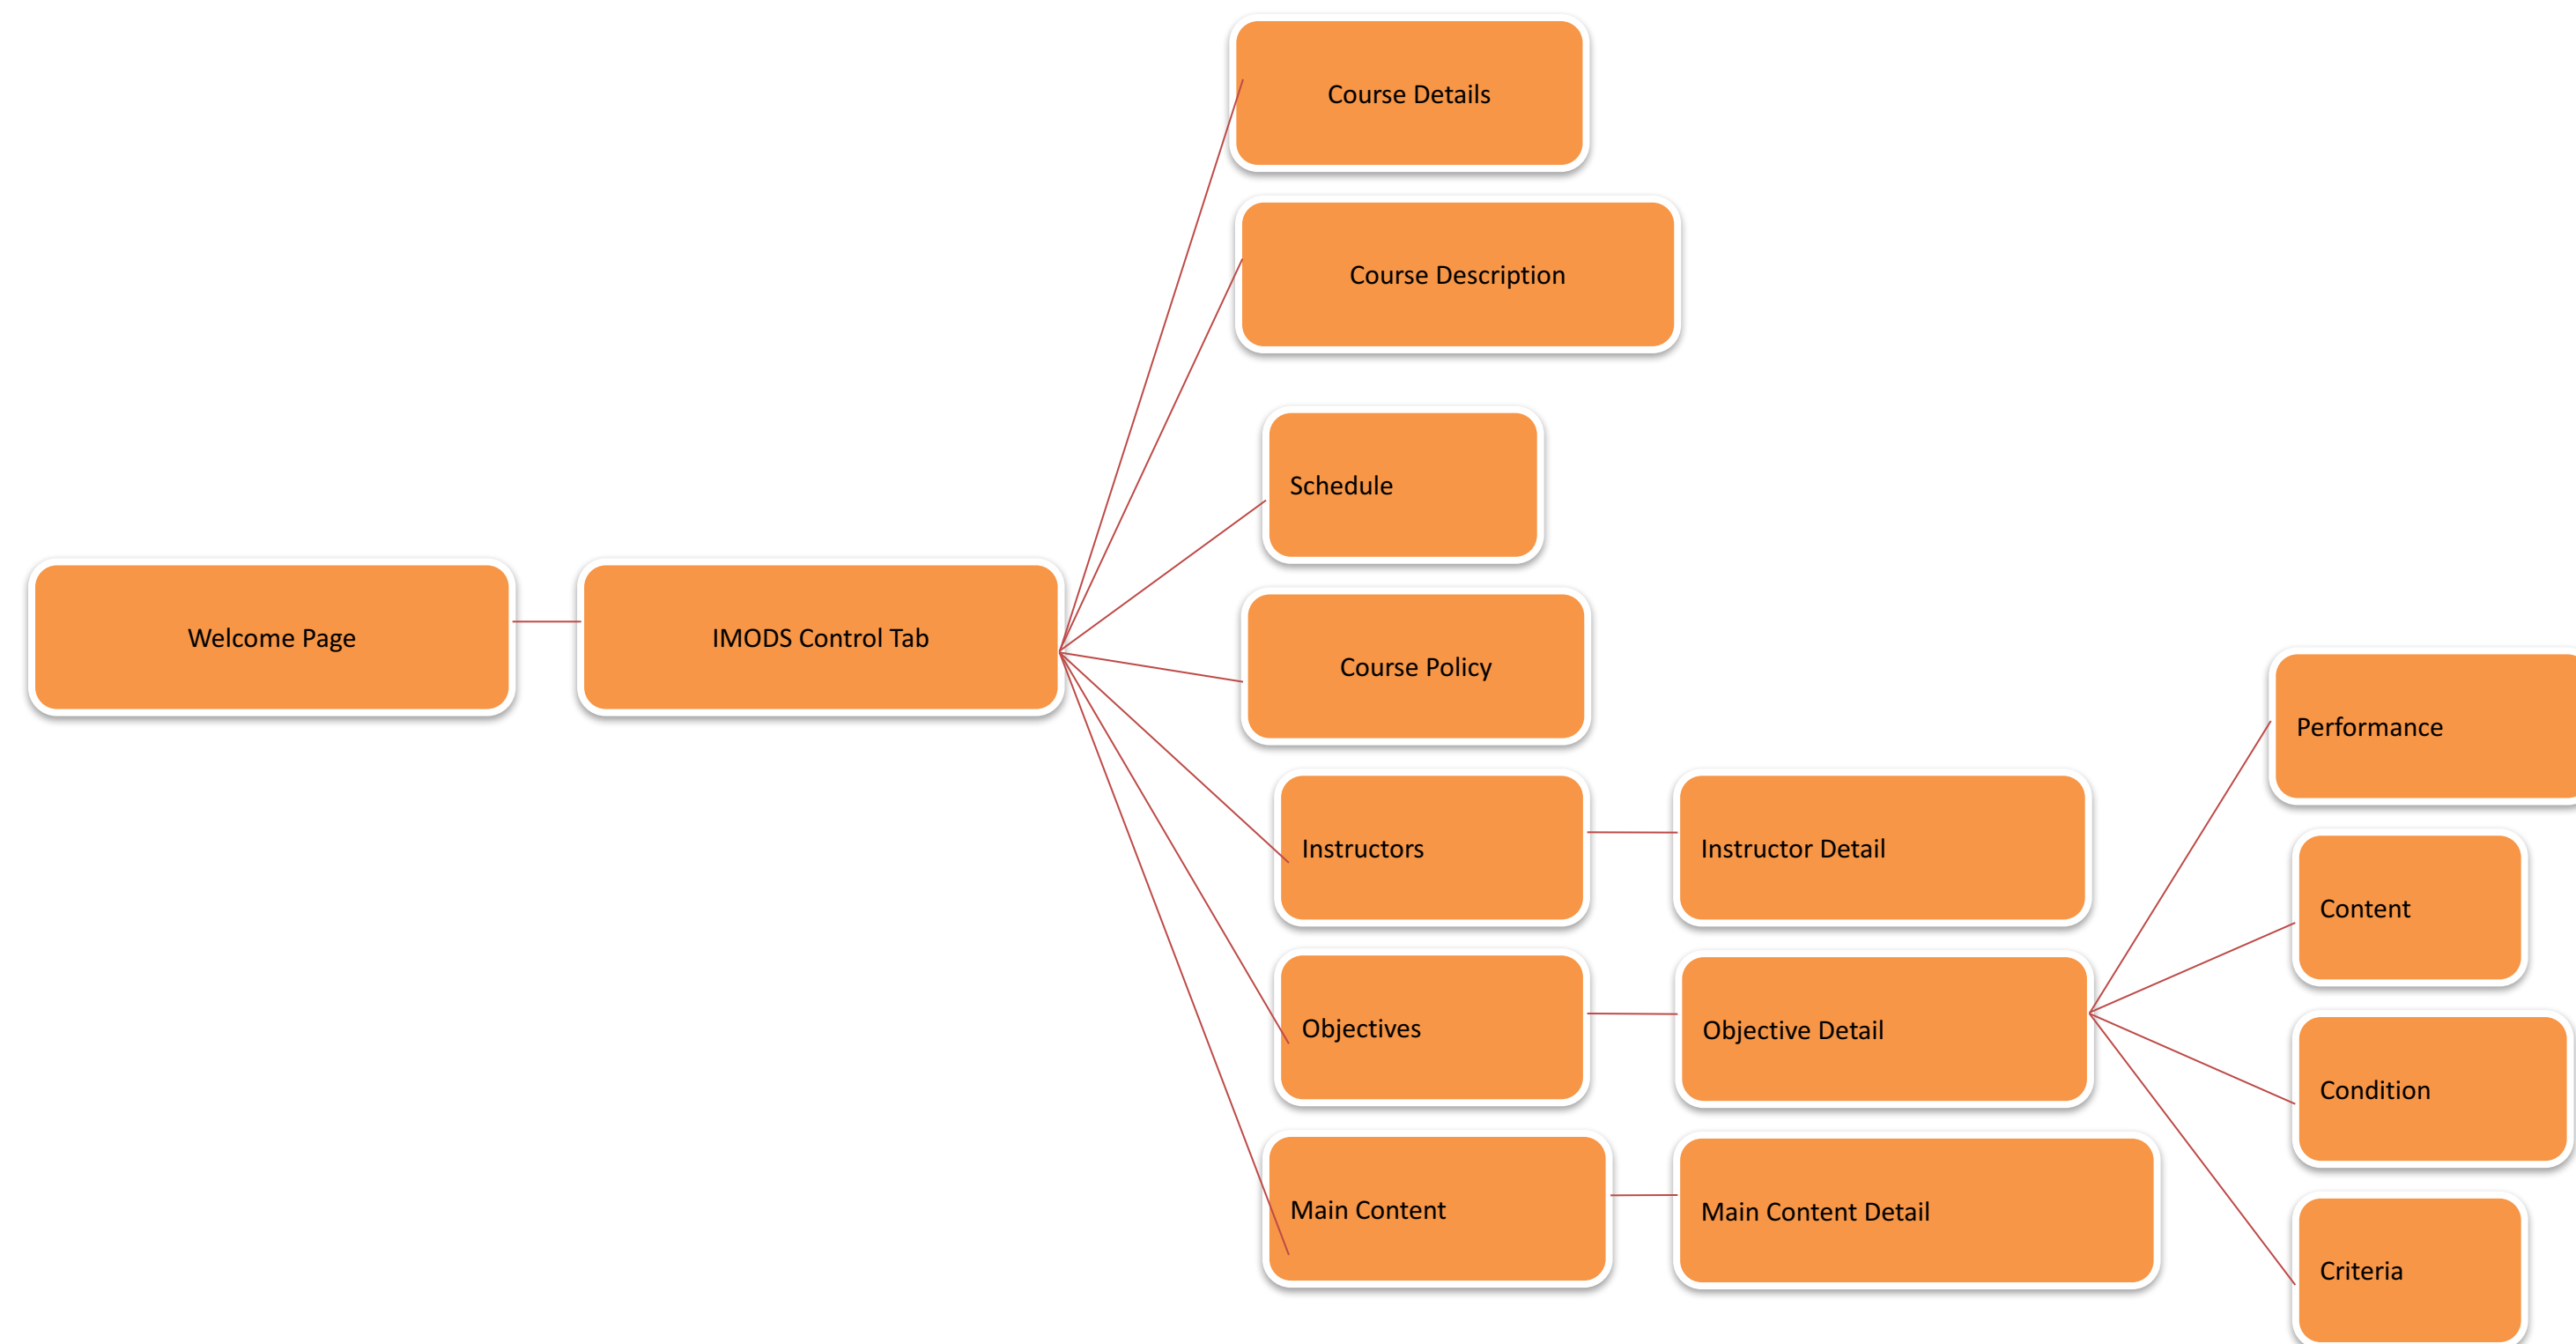 Course Details
Course Description
Schedule
Welcome Page
IMODS Control Tab
Course Policy
Performance
Instructors
Instructor Detail
Content
Objectives
Objective Detail
Condition
Main Content
Main Content Detail
Criteria